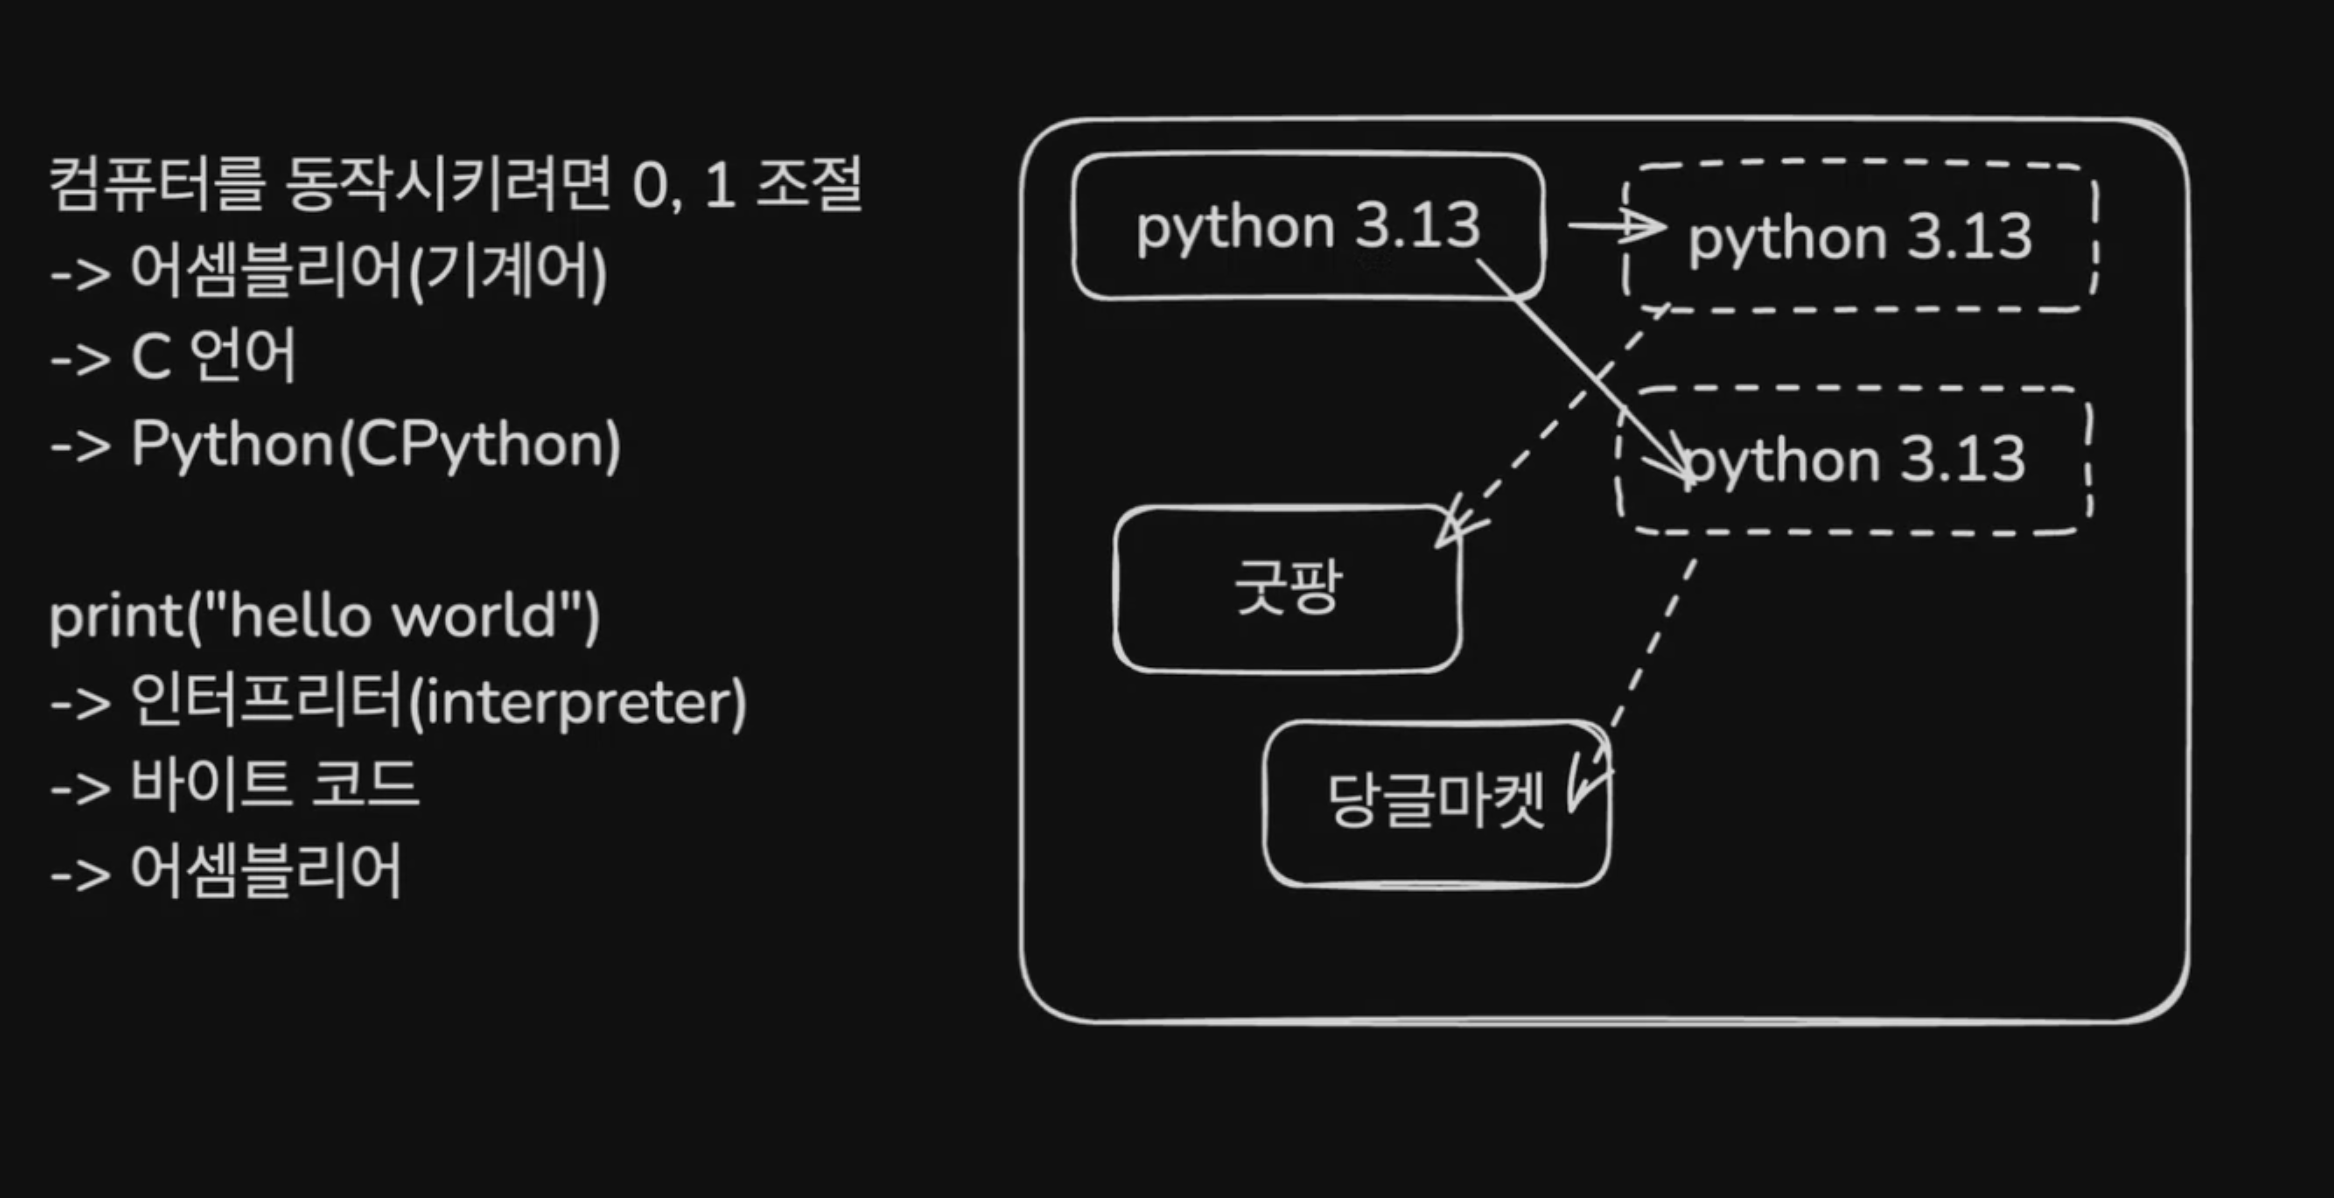 컴퓨터를 동작시키려면 0, 1 조절
-> 어셈블리어(기계어)
-> C 언어
-> Python(CPython)
print("hello world")
-> 인터프리터(interpreter)
-> 바이트 코드
-> 어셈블리어
python 3.13
python 3.13
python 3.13
굿팡
당글마켓